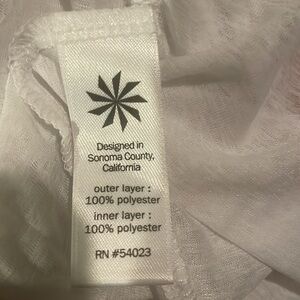 Designed in
Sonoma County,
California
outer layer :
100% polyester
inner layer :
100% polyester
RN #54023